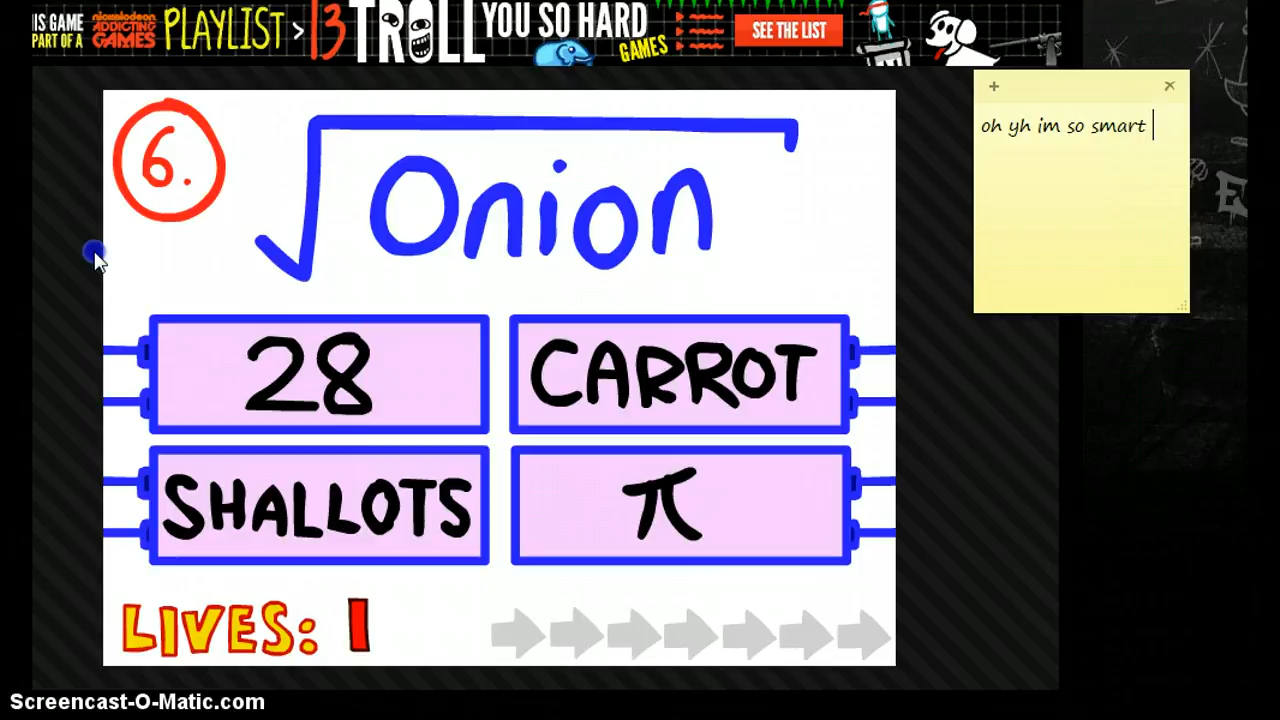 IS GAME
PART OF A
nickelodeon
ADDICTING
GAMES
PLAYLIST >
13
TROLL
YOU SO HARD
GAMES
SEE THE LIST
+
oh yh im so smart
6.
√Onion
28
CARROT
SHALLOTS
π
LIVES: 1
Screencast-O-Matic.com